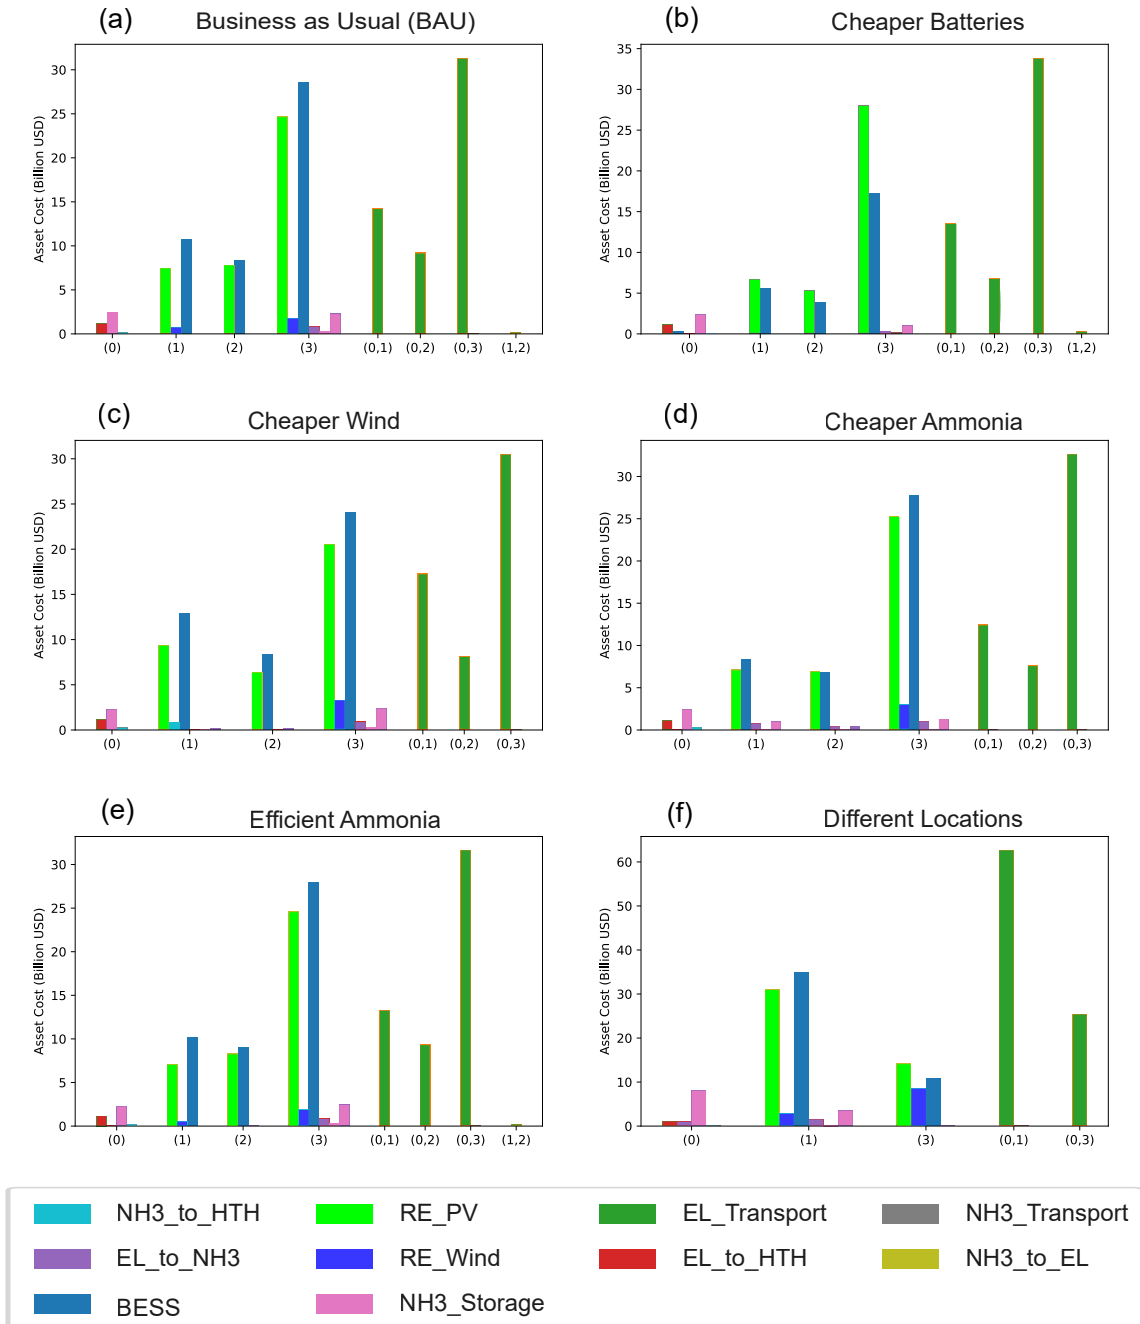 (a) Business as Usual (BAU)
Asset Cost (Billion USD)
30
25
20
15
10
5
0
(0) (1) (2) (3) (0,1) (0,2) (0,3) (1,2)
(b) Cheaper Batteries
Asset Cost (Billion USD)
35
30
25
20
15
10
5
0
(0) (1) (2) (3) (0,1) (0,2) (0,3) (1,2)
(c) Cheaper Wind
Asset Cost (Billion USD)
30
25
20
15
10
5
0
(0) (1) (2) (3) (0,1) (0,2) (0,3)
(d) Cheaper Ammonia
Asset Cost (Billion USD)
30
25
20
15
10
5
0
(0) (1) (2) (3) (0,1) (0,2) (0,3)
(e) Efficient Ammonia
Asset Cost (Billion USD)
30
25
20
15
10
5
0
(0) (1) (2) (3) (0,1) (0,2) (0,3) (1,2)
(f) Different Locations
Asset Cost (Billion USD)
60
50
40
30
20
10
0
(0) (1) (3) (0,1) (0,3)
NH3_to_HTH RE_PV EL_Transport NH3_Transport
EL_to_NH3 RE_Wind EL_to_HTH NH3_to_EL
BESS NH3_Storage